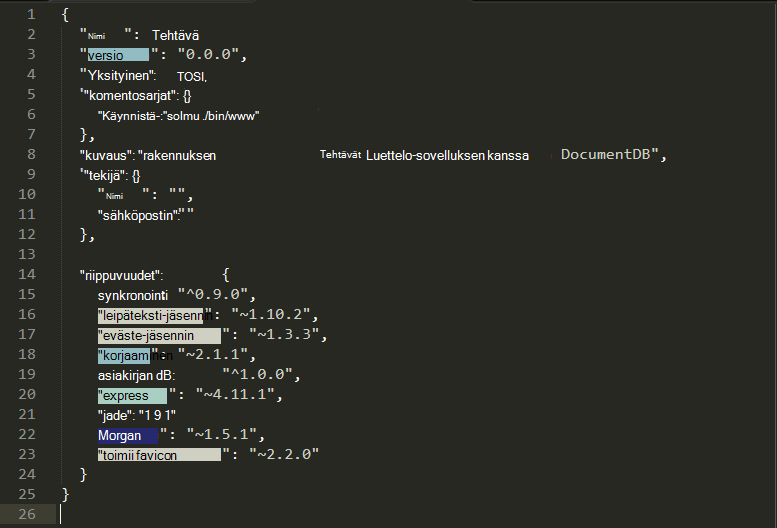 1 {
2 "Nimi ": Tehtävä
3 "versio ": "0.0.0",
4 "Yksityinen": TOSI,
5 '"komentosarjat": {}
6 "Käynnistä-:"solmu ./bin/www"
7 },
8 "kuvaus": "rakennuksen Tehtävät Luettelo-sovelluksen kanssa DocumentDB",
9 '"tekijä": {}
10 "Nimi ": "",
11 "sähköpostin":""
12 },
13
14 "riippuvuudet": {
15 synkronointi "^0.9.0",
16 "leipäteksti-jäsennin": "~1.10.2",
17 "eväste-jäsennin ": "~1.3.3",
18 "korjaaminen": "~2.1.1",
19 asiakirjan dB: "^1.0.0",
20 "express ": "~4.11.1",
21 "jade": "1 9 1"
22 Morgan ": "~1.5.1",
23 "toimii favicon ": "~2.2.0"
24 }
25 }
26